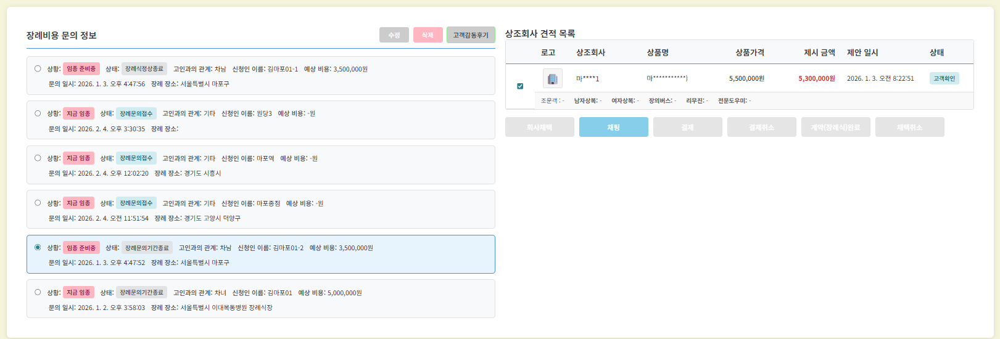 장례비용 문의 정보
수정 삭제 고객감동후기
상황: 임종 준비중 상태: 장례식정상종료 고인과의 관계: 차남 신청인 이름: 김마포01-1 예상 비용: 3,500,000원
문의 일시: 2026. 1. 3. 오후 4:47:56 장례 장소: 서울특별시 마포구
상황: 지금 임종 상태: 장례문의접수 고인과의 관계: 기타 신청인 이름: 원당3 예상 비용: -원
문의 일시: 2026. 2. 4. 오후 3:30:35 장례 장소:
상황: 지금 임종 상태: 장례문의접수 고인과의 관계: 기타 신청인 이름: 마포역 예상 비용: -원
문의 일시: 2026. 2. 4. 오후 12:02:20 장례 장소: 경기도 시흥시
상황: 지금 임종 상태: 장례문의접수 고인과의 관계: 기타 신청인 이름: 마포종점 예상 비용: -원
문의 일시: 2026. 2. 4. 오전 11:51:54 장례 장소: 경기도 고양시 덕양구
상황: 임종 준비중 상태: 장례문의기간종료 고인과의 관계: 차남 신청인 이름: 김마포01-2 예상 비용: 3,500,000원
문의 일시: 2026. 1. 3. 오후 4:47:52 장례 장소: 서울특별시 마포구
상황: 지금 임종 상태: 장례문의기간종료 고인과의 관계: 차녀 신청인 이름: 김마포01 예상 비용: 5,000,000원
문의 일시: 2026. 1. 2. 오후 3:58:03 장례 장소: 서울특별시 이대목동병원 장례식장
상조회사 견적 목록
로고 상조회사 상품명 상품가격 제시 금액 제안 일시 상태
마****1 마***********) 5,500,000원 5,300,000원 2026. 1. 3. 오전 8:22:51 고객확인
조문객 : - 남자상복: - 여자상복: - 장의버스: - 리무진: - 전문도우미: -
회사채택 채팅 결제 결제취소 계약(장례식)완료 채택취소